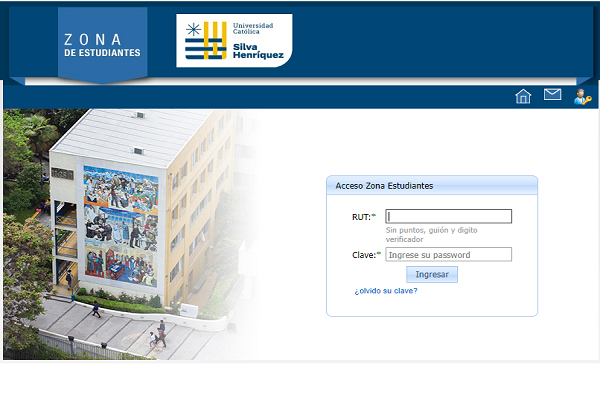 ZONA
DE ESTUDIANTES
Universidad
Católica
Silva
Henríquez
Acceso Zona Estudiantes
RUT:*
Sin puntos, guión y digito
verificador
Clave:* Ingrese su password
Ingresar
¿olvido su clave?